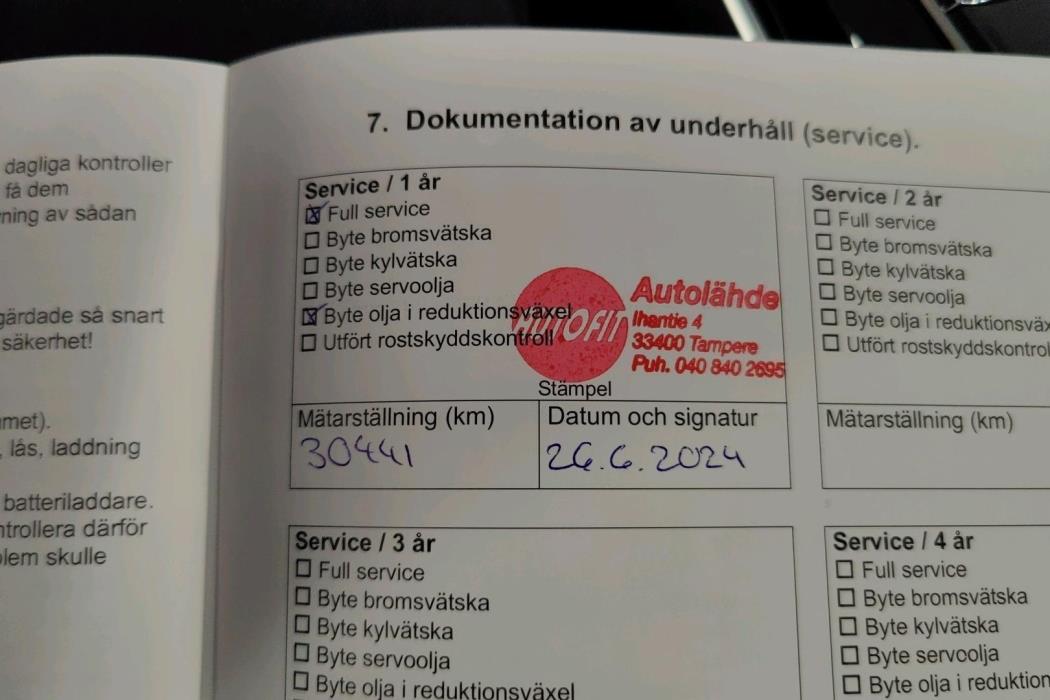 dagliga kontroller
få dem
ning av sådan
gärdade så snart
säkerhet!
met).
, lås, laddning
batteriladdare.
ntrollera därför
olem skulle
7. Dokumentation av underhåll (service).
Service / 1 år
Full service
Byte bromsvätska
Byte kylvätska
Byte servoolja
Byte olja i reduktionsväxel
Utfört rostskyddskontroll
AUTOFIT
Autolähde
Ihantie 4
33400 Tampere
Puh. 040 840 2695
Stämpel
Mätarställning (km)
30441
Datum och signatur
26.6.2024
Service / 2 år
Full service
Byte bromsvätska
Byte kylvätska
Byte servoolja
Byte olja i reduktionsväx
Utfört rostskyddskontrol
Mätarställning (km)
Service / 3 år
Full service
Byte bromsvätska
Byte kylvätska
Byte servoolja
Byte olja i reduktionsväxel
Service / 4 år
Full service
Byte bromsvätska
Byte kylvätska
Byte servoolja
Byte olja i reduktion